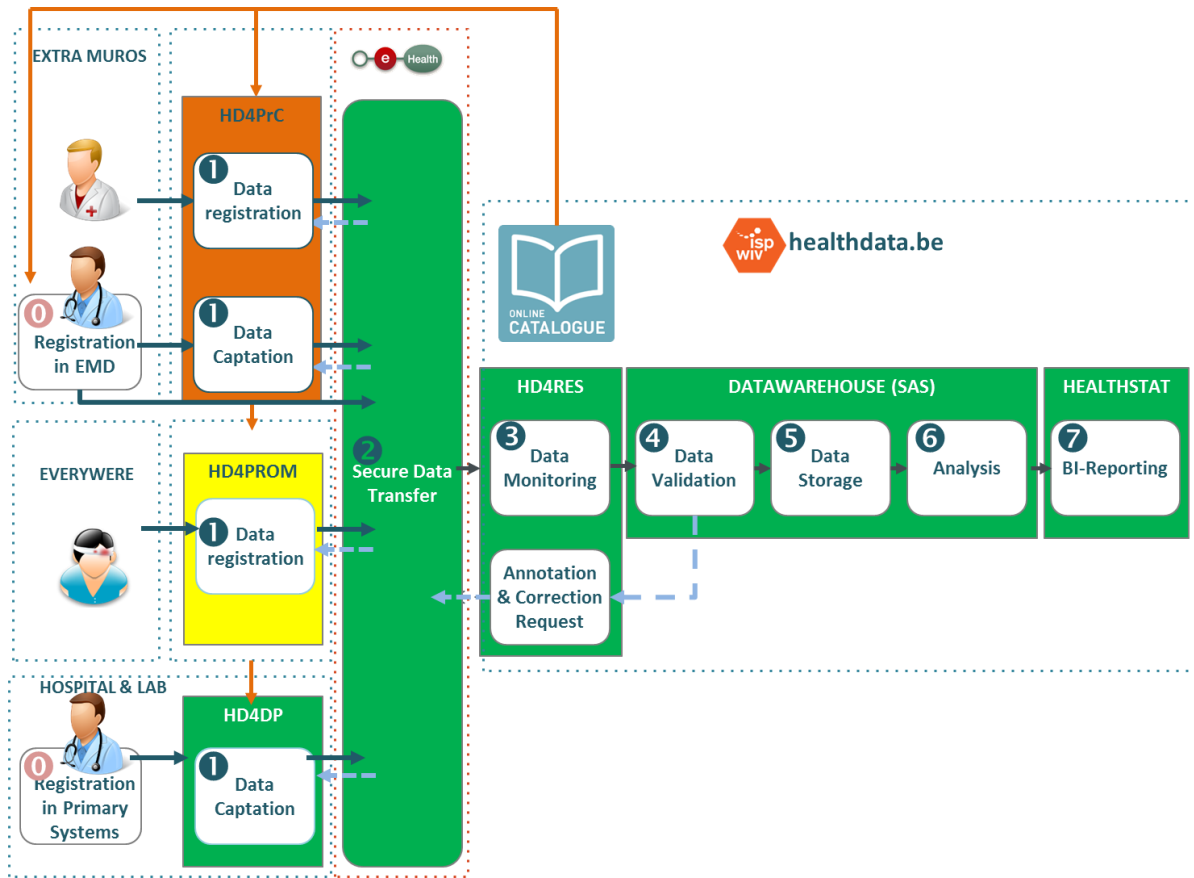 EXTRA MUROS
HD4PrC
e Health
1
Data
registration
0
Registration
in EMD
1
Data
Captation
isp
WIV
healthdata.be
ONLINE
CATALOGUE
EVERYWERE
HD4PROM
1
Data
registration
2
Secure Data
Transfer
HD4RES
3
Data
Monitoring
Annotation
& Correction
Request
DATAWAREHOUSE (SAS)
4
Data
Validation
5
Data
Storage
6
Analysis
HEALTHSTAT
7
BI-Reporting
HOSPITAL & LAB
0
Registration
in Primary
Systems
HD4DP
1
Data
Captation